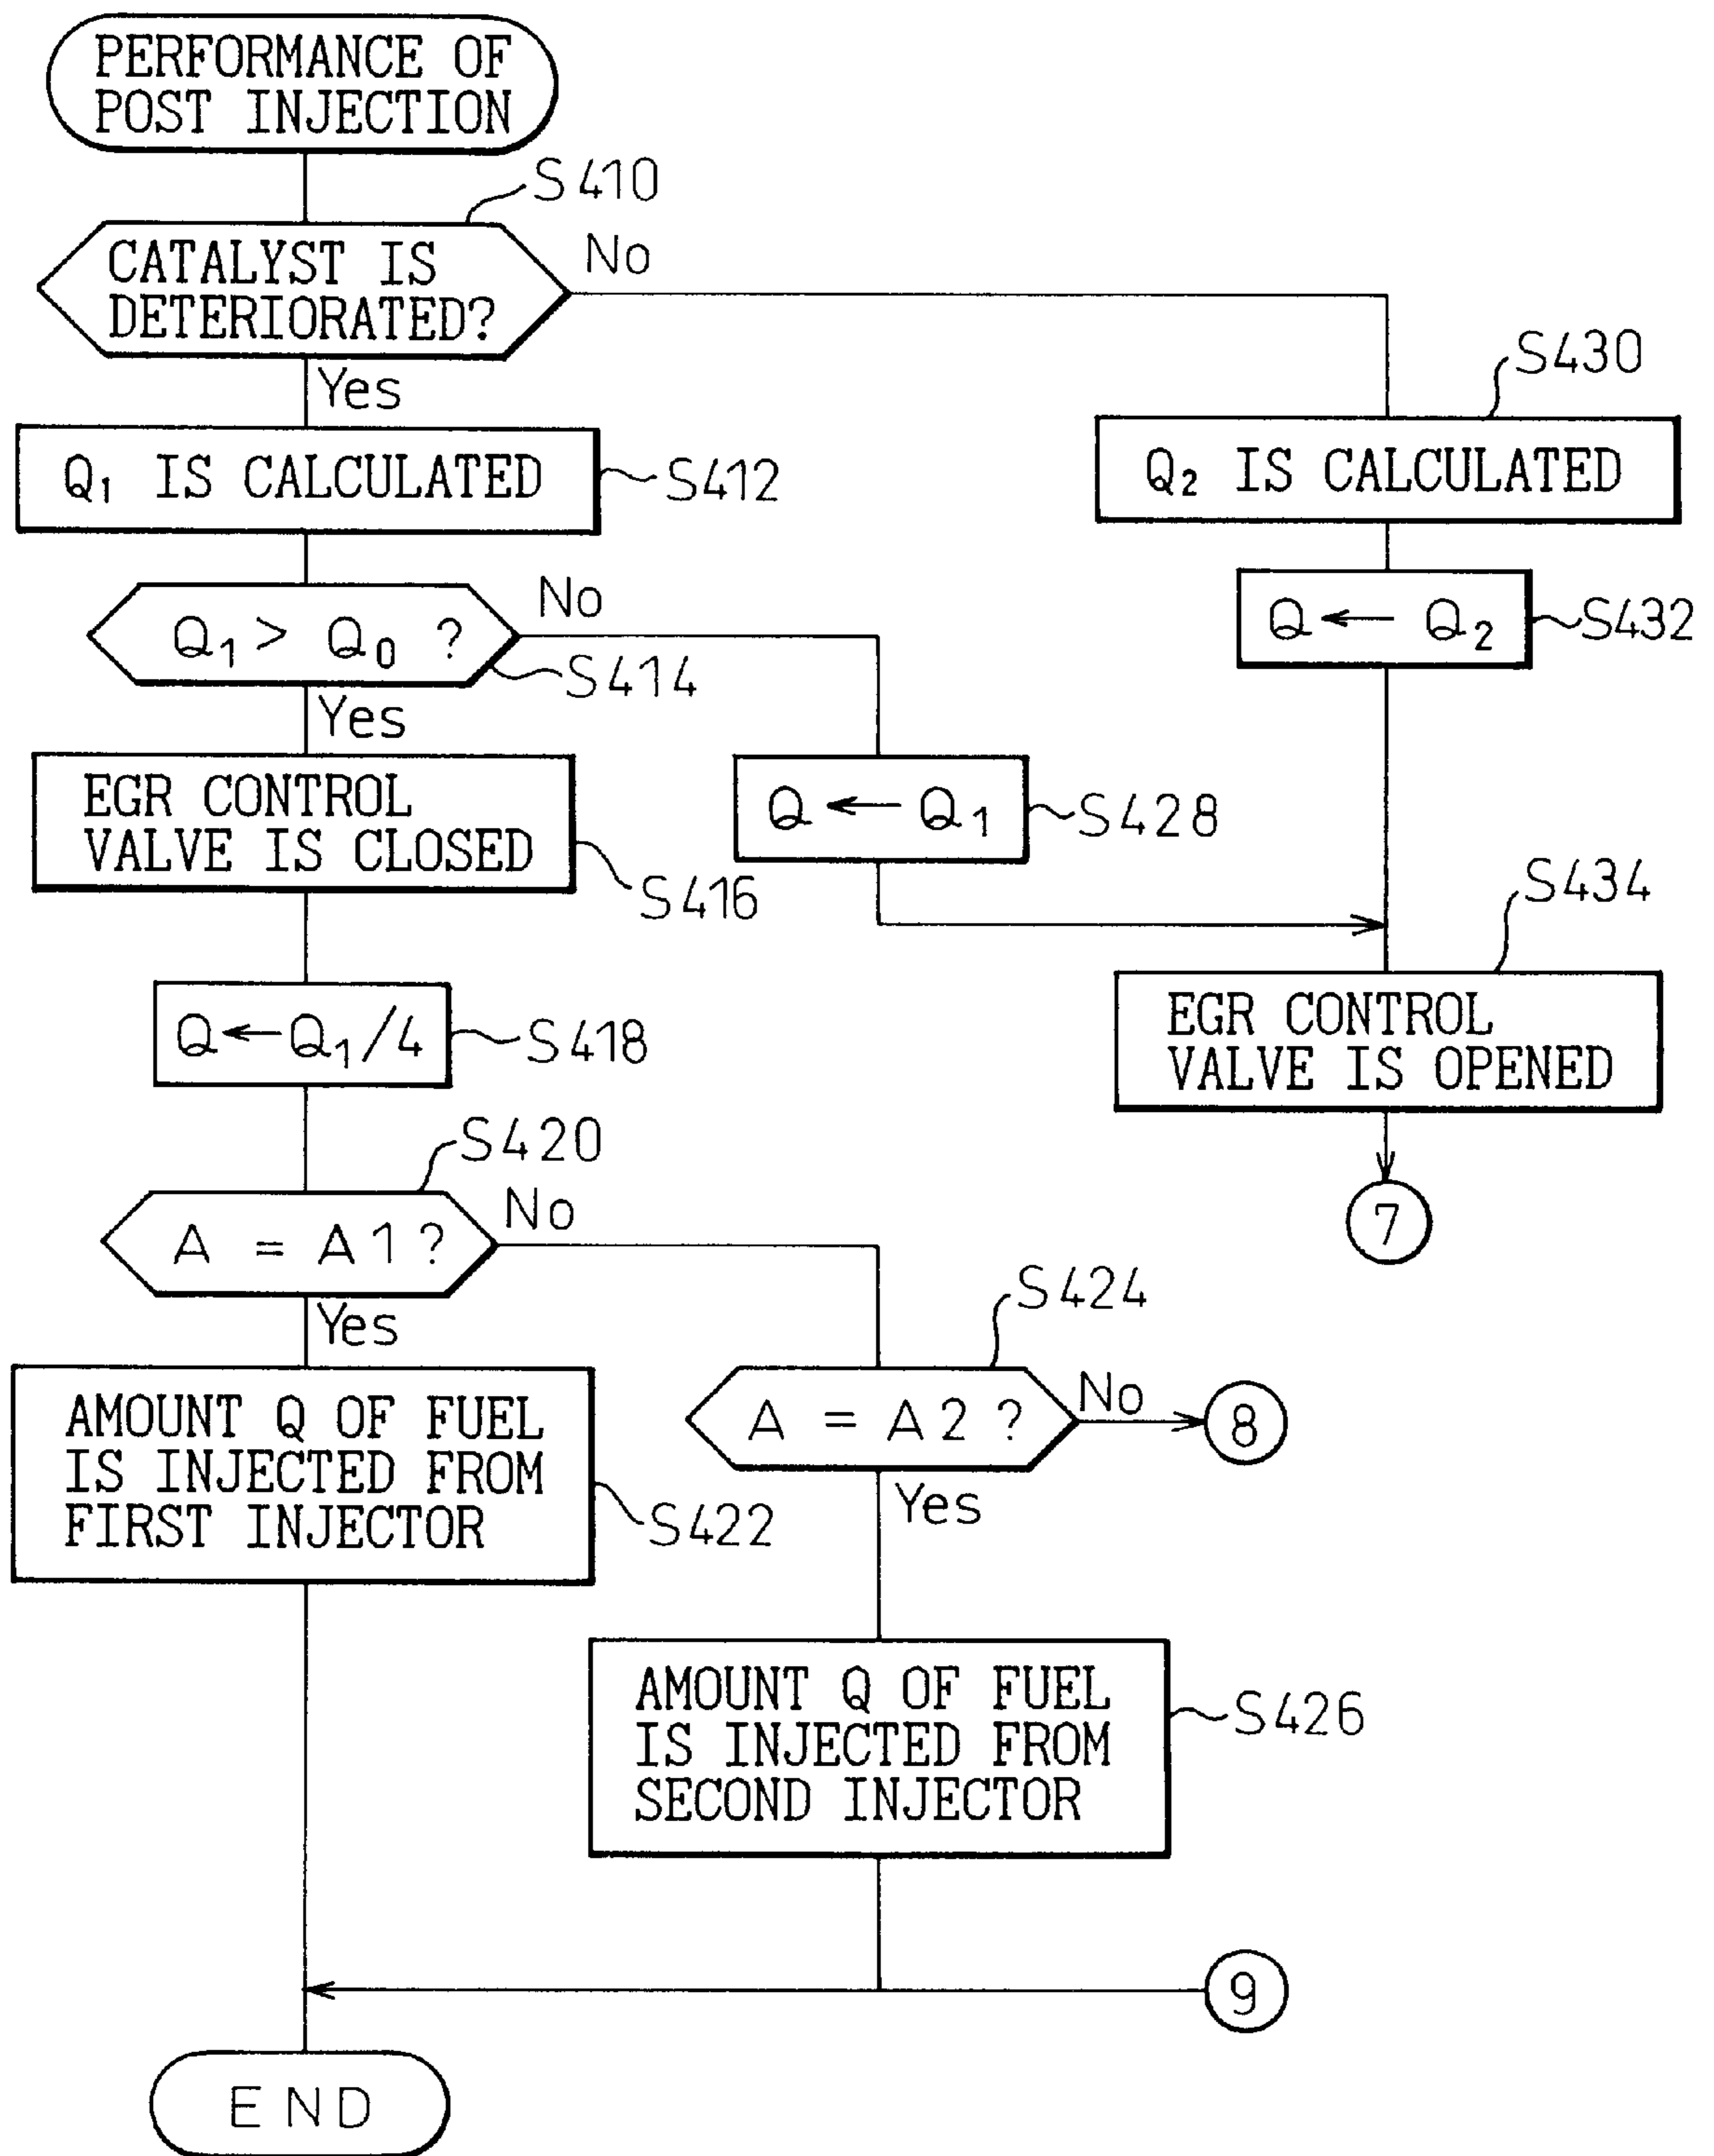 PERFORMANCE OF
POST INJECTION
S410
CATALYST IS
DETERIORATED?
No
Yes
S430
Q₁ IS CALCULATED
S412
Q₂ IS CALCULATED
Q₁ > Q₀ ?
No
S414
Yes
Q ← Q₂
S432
EGR CONTROL
VALVE IS CLOSED
S416
Q ← Q₁
S428
S434
EGR CONTROL
VALVE IS OPENED
Q ← Q₁/4
S418
7
S420
A = A1?
No
Yes
S424
A = A2?
No
8
Yes
AMOUNT Q OF FUEL
IS INJECTED FROM
FIRST INJECTOR
S422
AMOUNT Q OF FUEL
IS INJECTED FROM
SECOND INJECTOR
S426
9
END